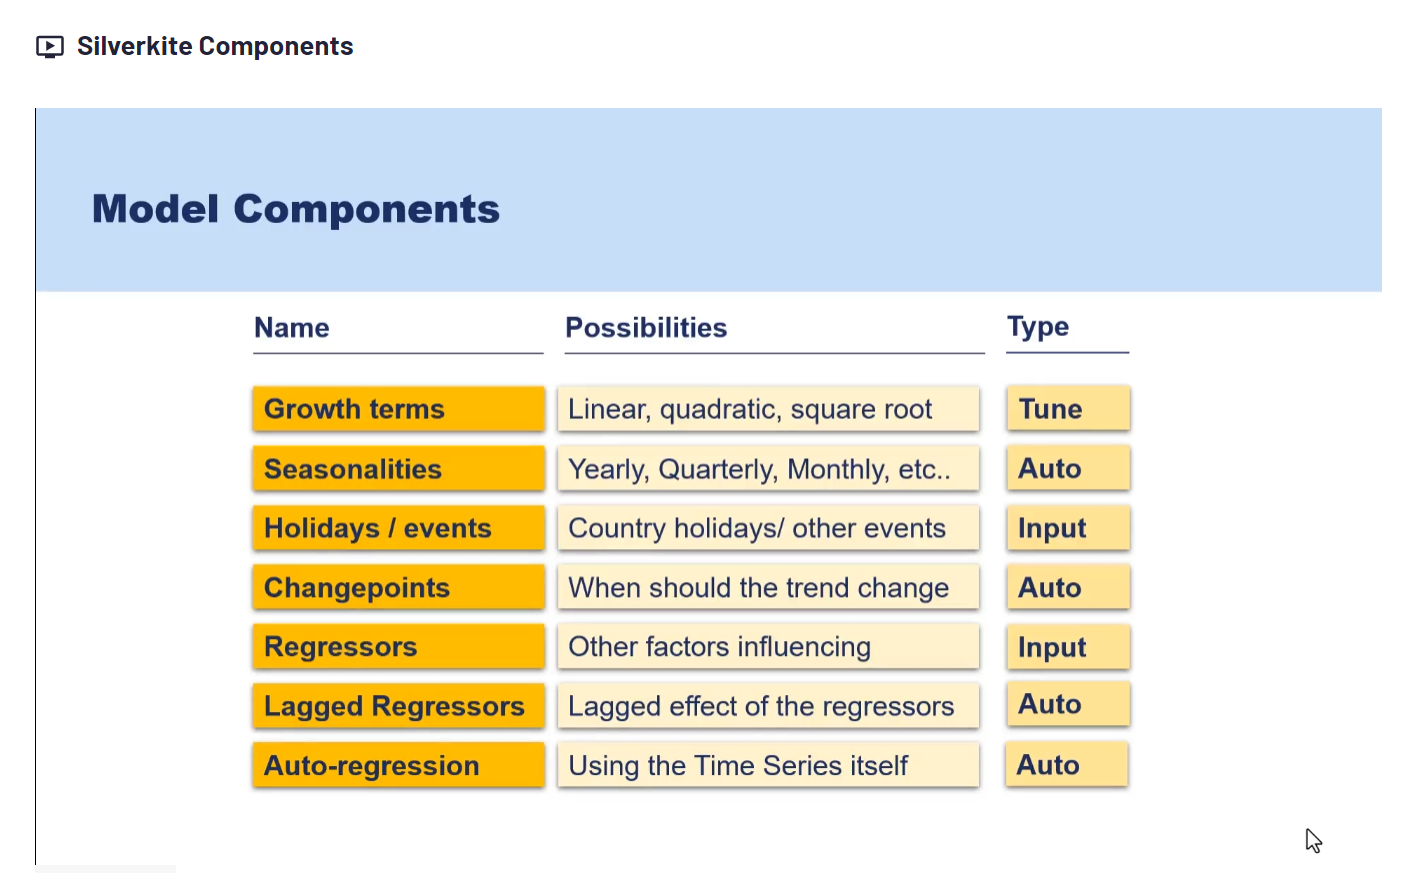 Silverkite Components
Model Components
Name Possibilities Type
Growth terms Linear, quadratic, square root Tune
Seasonalities Yearly, Quarterly, Monthly, etc.. Auto
Holidays / events Country holidays/ other events Input
Changepoints When should the trend change Auto
Regressors Other factors influencing Input
Lagged Regressors Lagged effect of the regressors Auto
Auto-regression Using the Time Series itself Auto